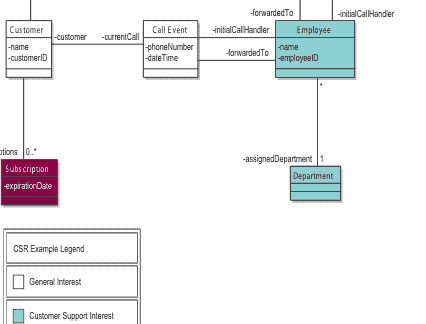 -forwardedTo
-initialCallHandler
Customer
-name
-customerID
-customer
-currentCall
Call Event
-phoneNumber
-dateTime
-initialCallHandler
-forwardedTo
Employee
-name
-employeeID
*
ptions 0..*
Subscription
-expirationDate
-assignedDepartment 1
Department
CSR Example Legend
General Interest
Customer Support Interest